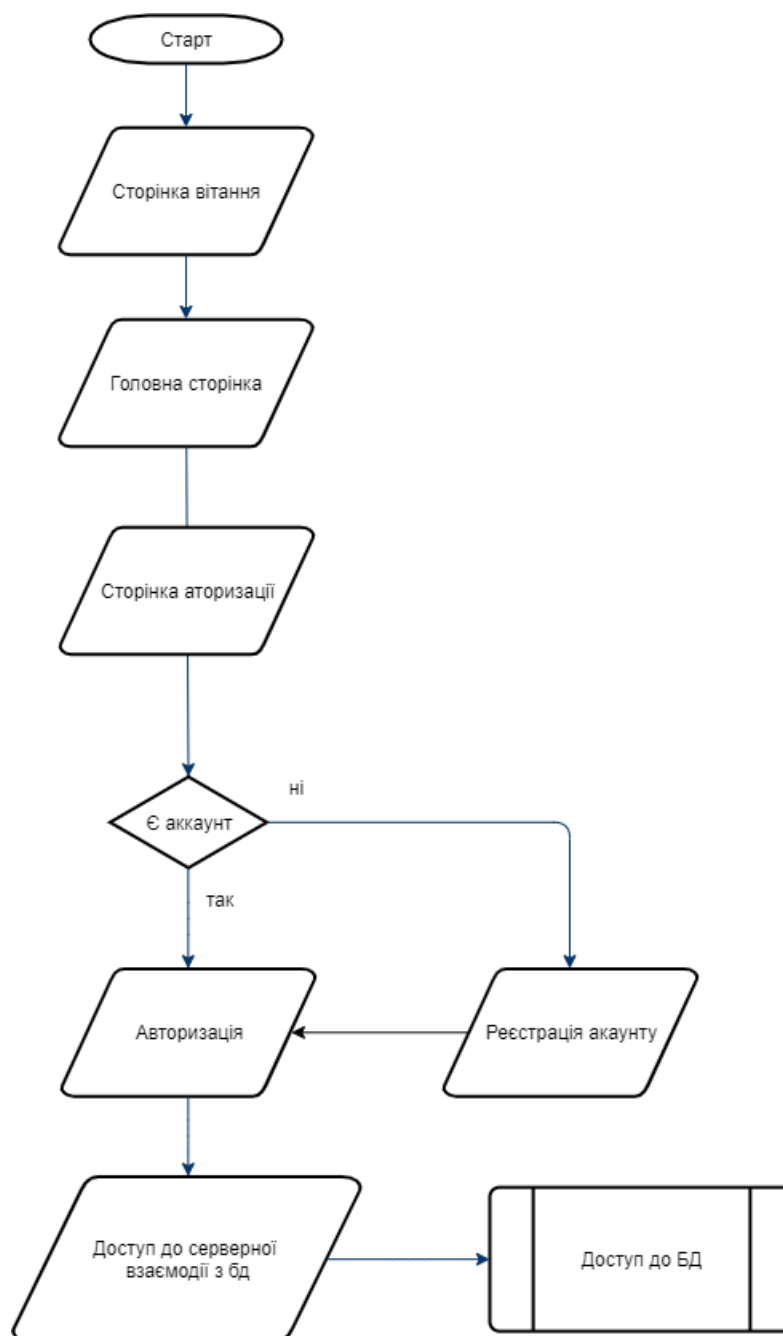 Старт
Сторінка вітання
Головна сторінка
Сторінка аторизації
ні
Є аккаунт
так
Авторизація
Реєстрація акаунту
Доступ до серверної
взаємодії з бд
Доступ до БД